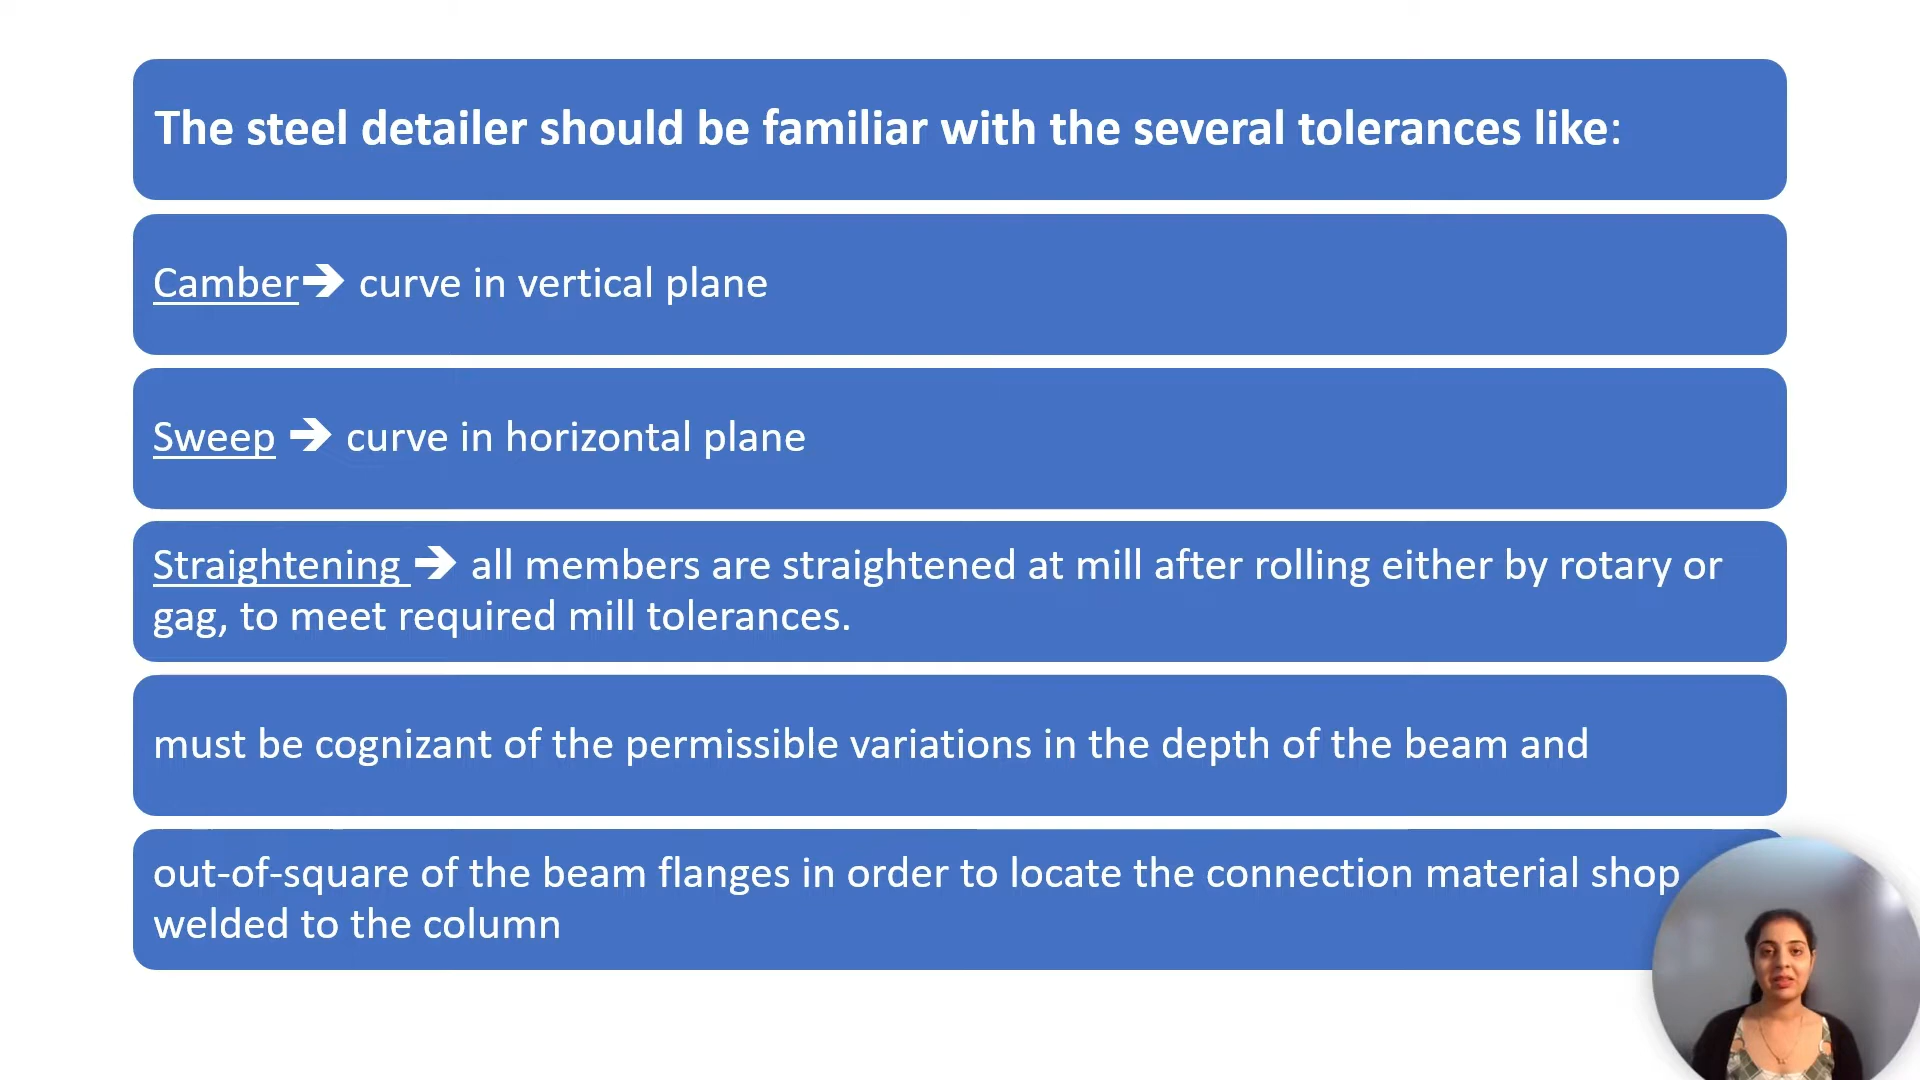 The steel detailer should be familiar with the several tolerances like:
Camber🡺 curve in vertical plane
Sweep 🡺 curve in horizontal plane
Straightening 🡺 all members are straightened at mill after rolling either by rotary or
gag, to meet required mill tolerances.
must be cognizant of the permissible variations in the depth of the beam and
out-of-square of the beam flanges in order to locate the connection material shop
welded to the column